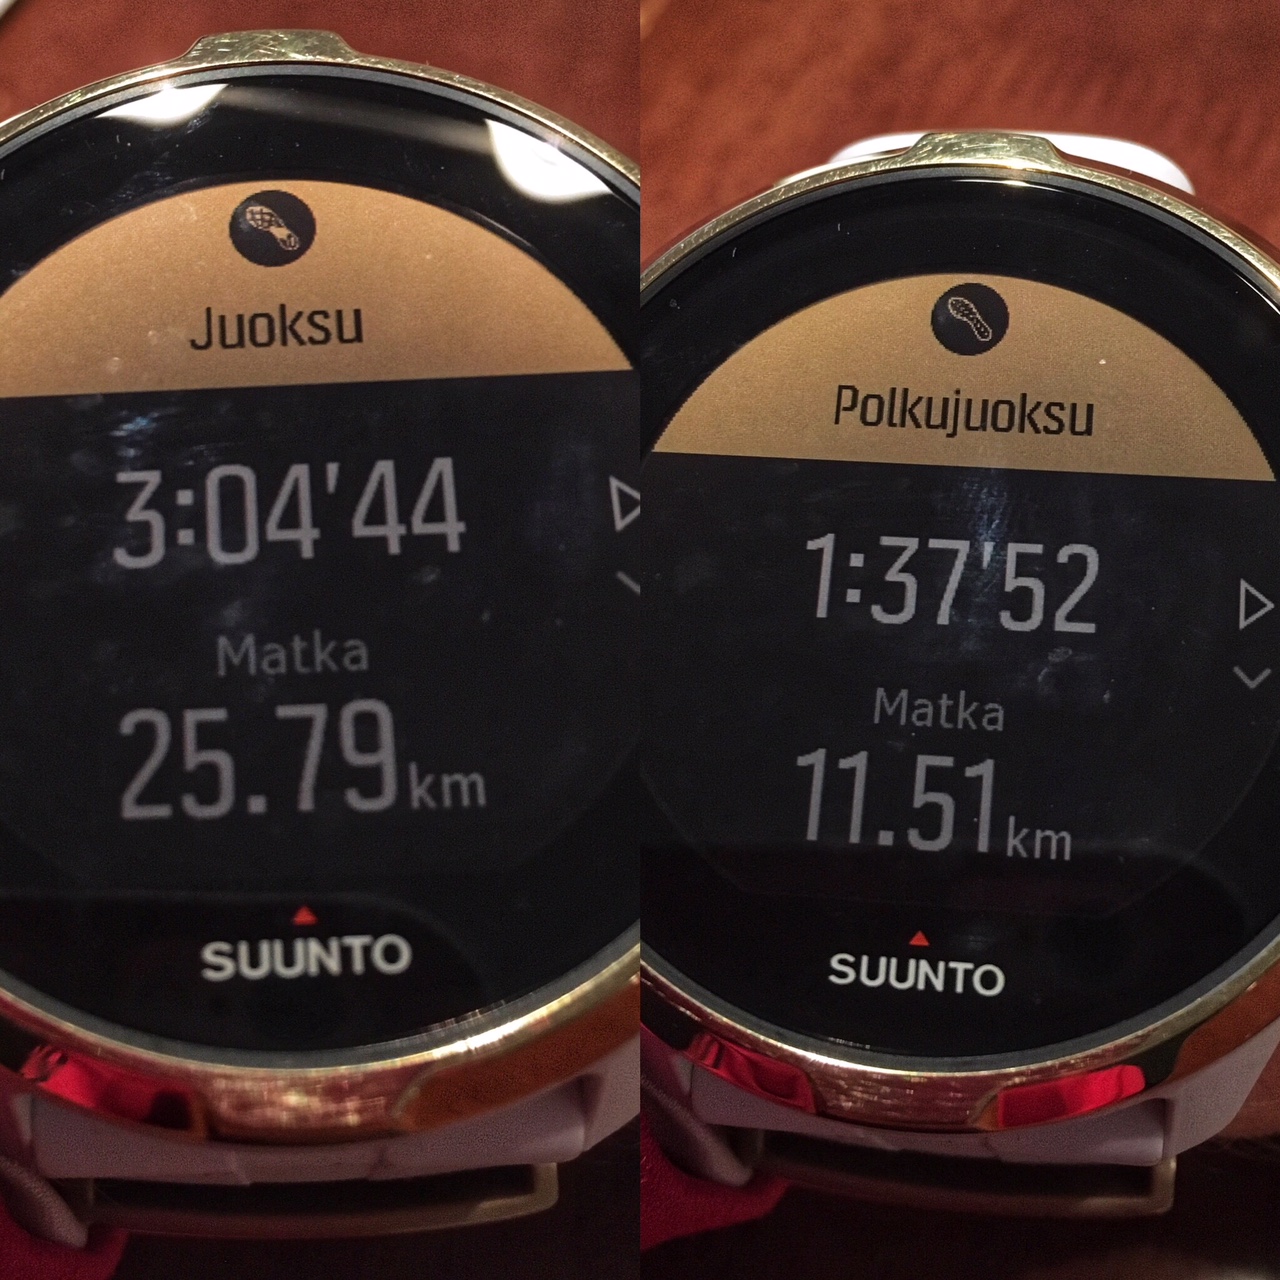 Juoksu
3:04'44
Matka
25.79km
SUUNTO
Polkujuoksu
1:37'52
Matka
11.51km
SUUNTO